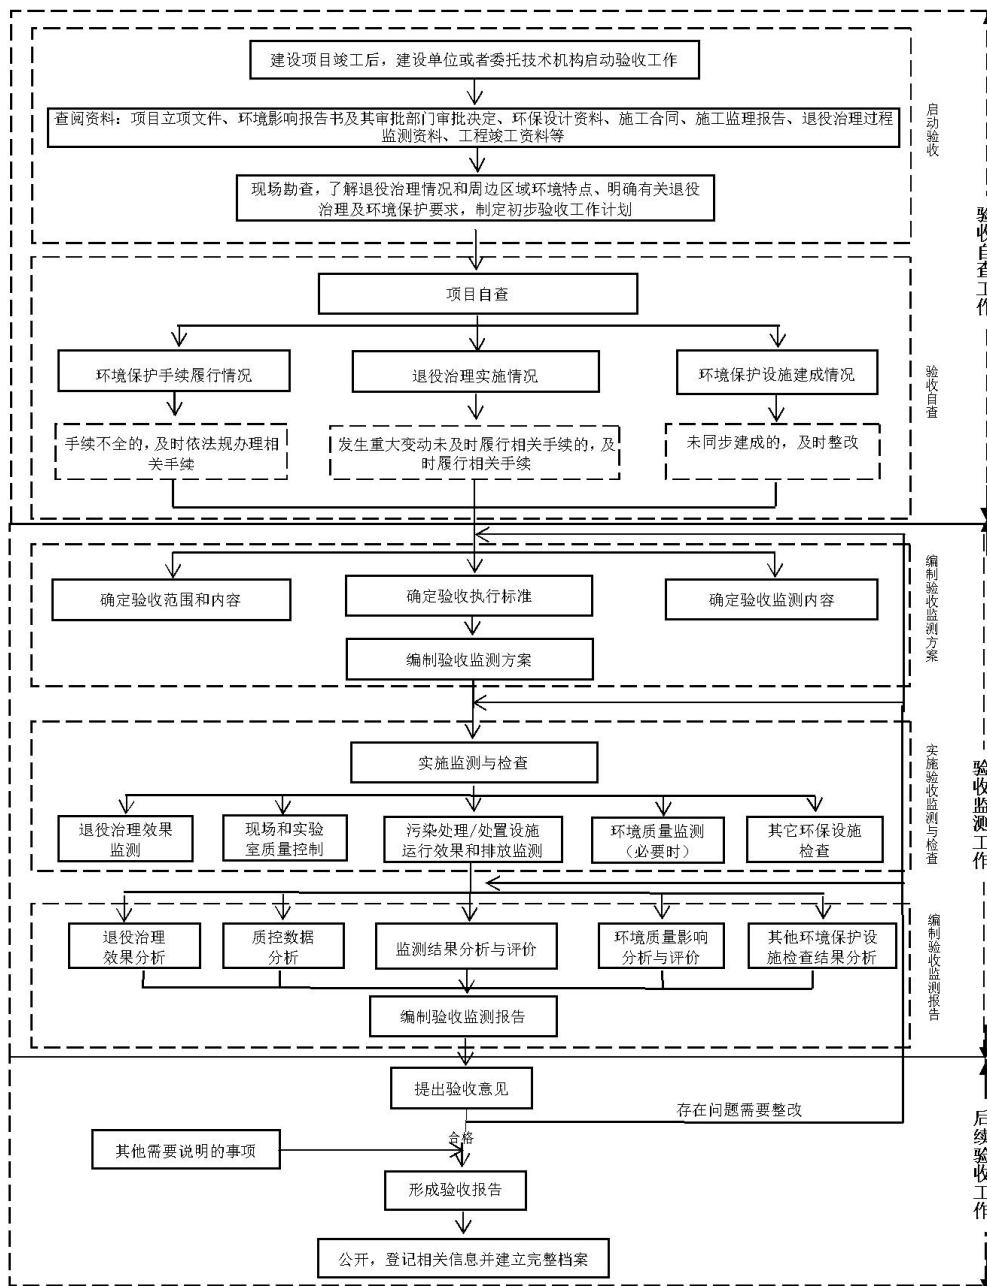 建设项目竣工后，建设单位或者委托技术机构启动验收工作
查阅资料：项目立项文件、环境影响报告书及其审批部门审批决定、环保设计资料、施工合同、施工监理报告、退役治理过程
监测资料、工程竣工资料等
现场勘查，了解退役治理情况和周边区域环境特点、明确有关退役
治理及环境保护要求，制定初步验收工作计划
启动验收
验收自查工作
项目自查
环境保护手续履行情况
退役治理实施情况
环境保护设施建成情况
验收自查
手续不全的，及时依法规办理相
关手续
发生重大变动未及时履行相关手续的，及
时履行相关手续
未同步建成的，及时整改
确定验收范围和内容
确定验收执行标准
确定验收监测内容
编制验收监测方案
编制验收监测方案
实施监测与检查
实施验收监测与检查
验收监测工作
退役治理效果
监测
现场和实验
室质量控制
污染处理/处置设施
运行效果和排放监测
环境质量监测
（必要时）
其它环保设施
检查
退役治理
效果分析
质控数据
分析
监测结果分析与评价
环境质量影响
分析与评价
其他环境保护设
施检查结果分析
编制验收监测报告
编制验收监测报告
提出验收意见
存在问题需要整改
合格
其他需要说明的事项
形成验收报告
后续验收工作
公开，登记相关信息并建立完整档案